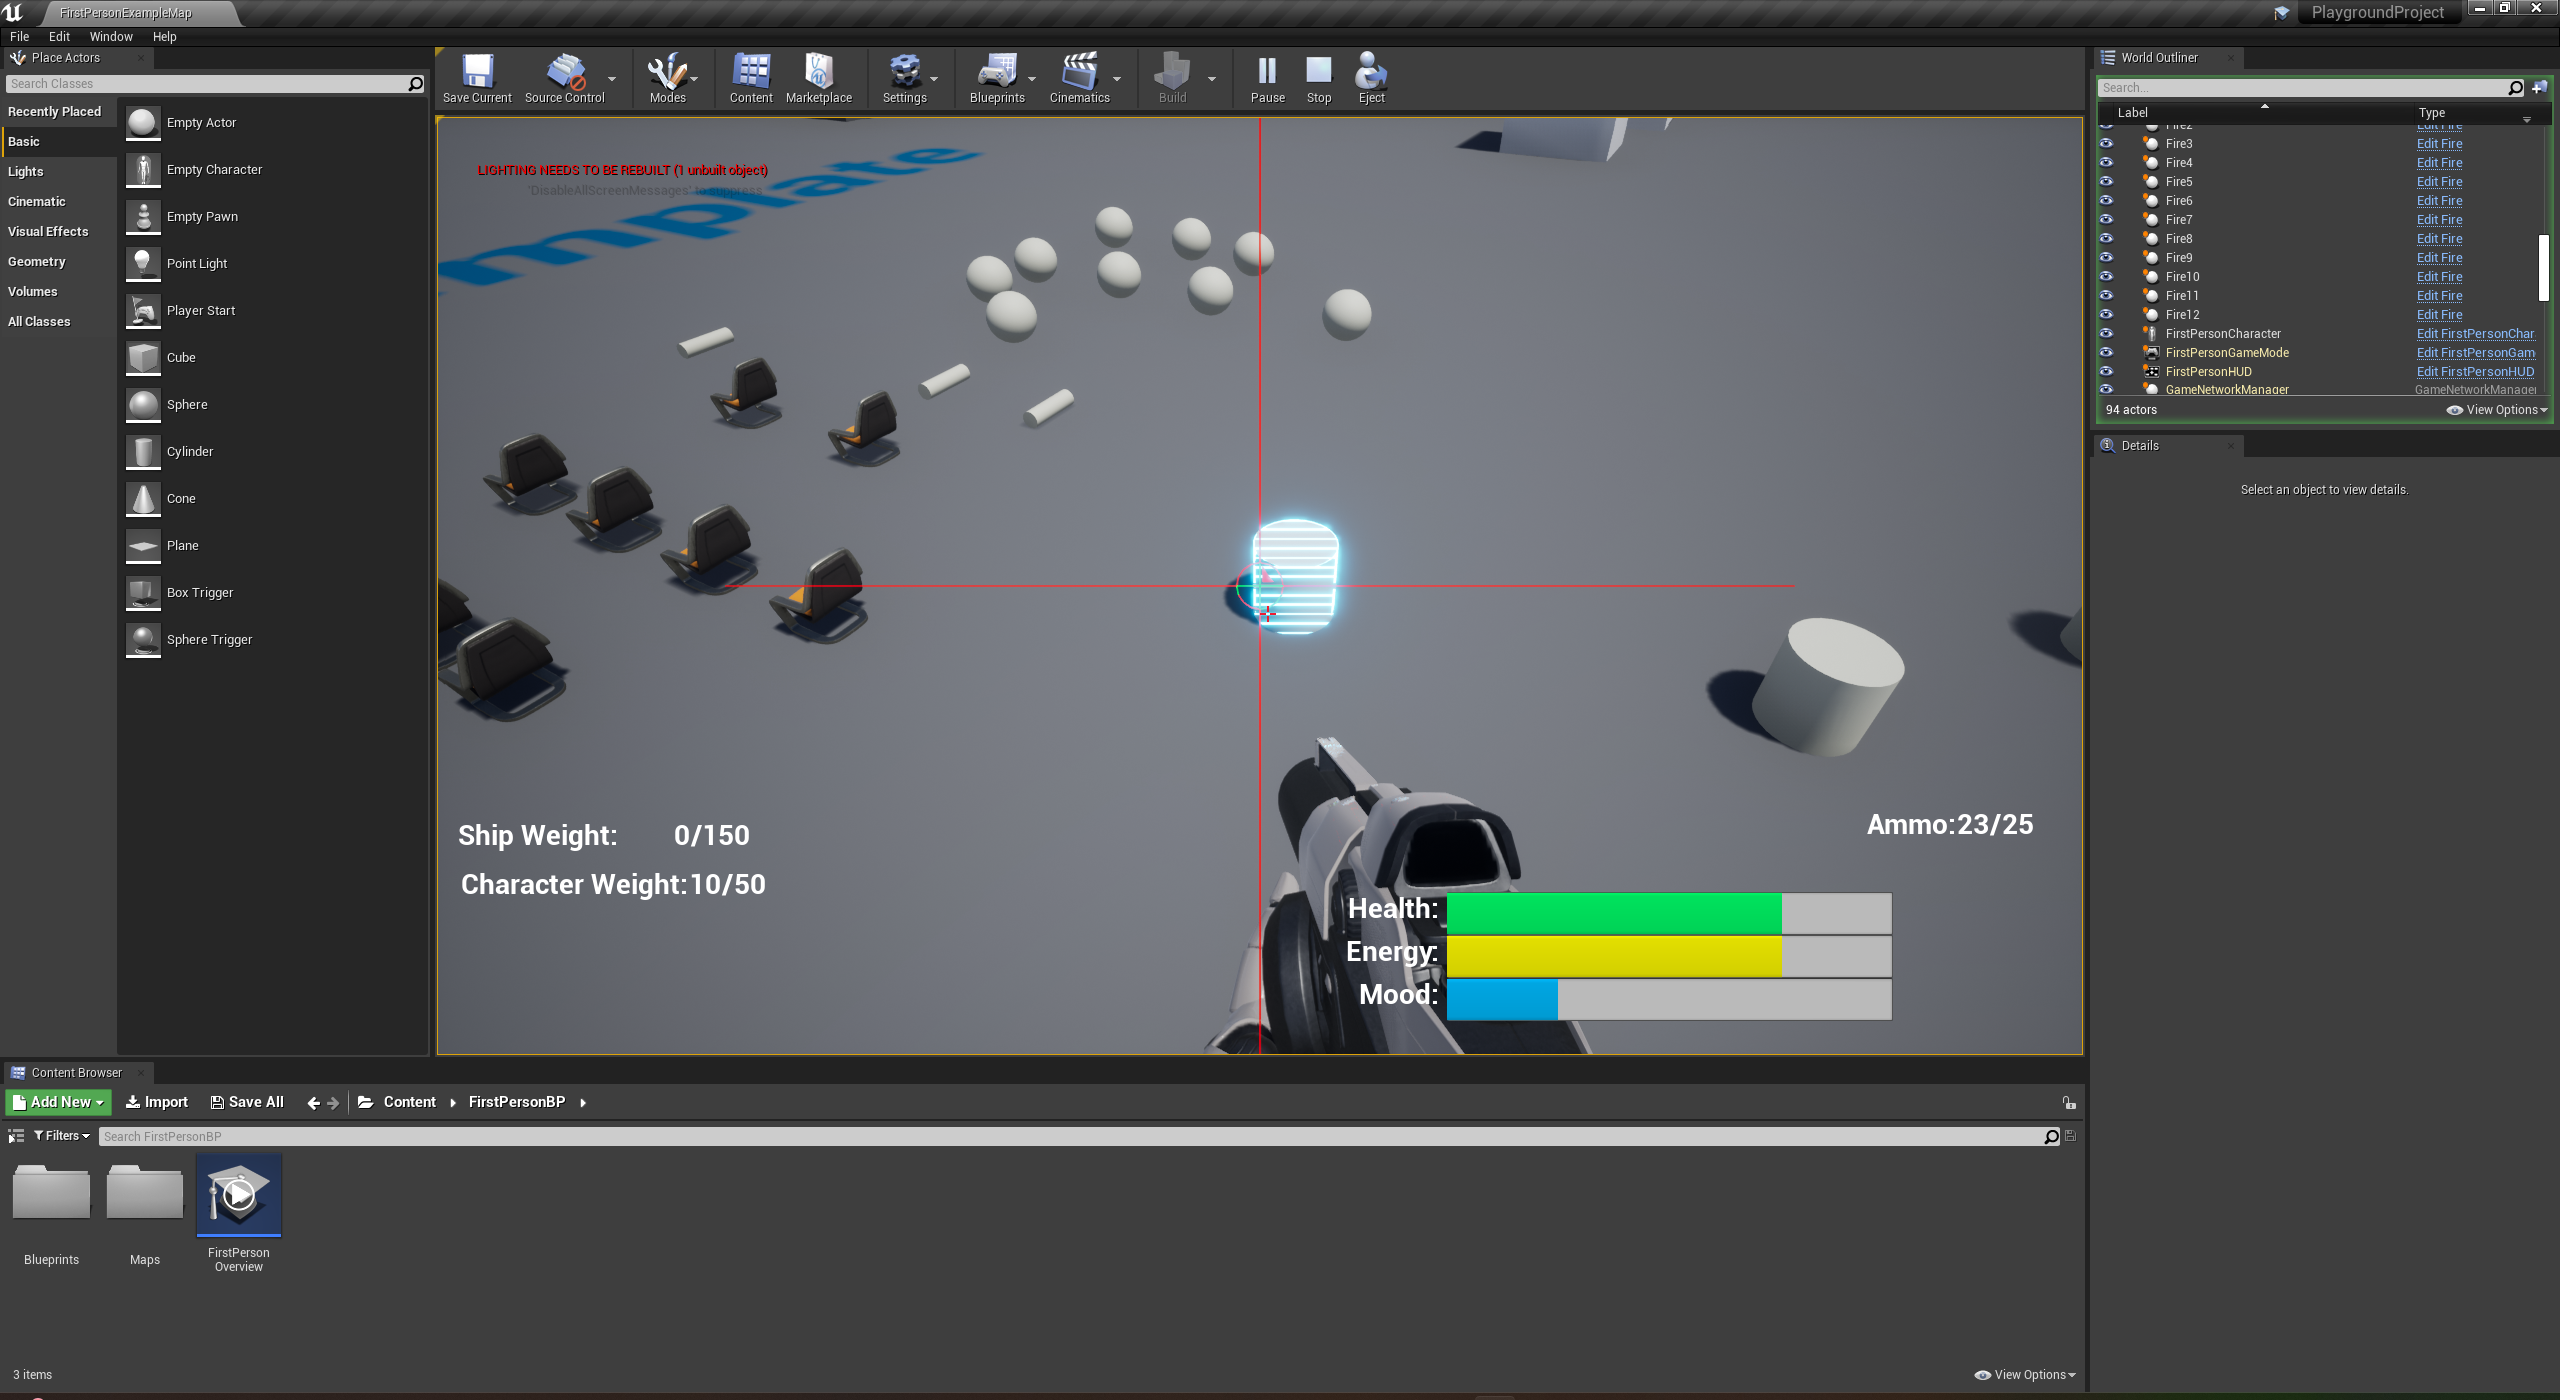 FirstPersonExampleMap
PlaygroundProject
File Edit Window Help
Place Actors
Search Classes
Recently Placed
Basic
Lights
Cinematic
Visual Effects
Geometry
Volumes
All Classes
Empty Actor
Empty Character
Empty Pawn
Point Light
Player Start
Cube
Sphere
Cylinder
Cone
Plane
Box Trigger
Sphere Trigger
Save Current Source Control Modes Content Marketplace Settings Blueprints Cinematics Build Pause Stop Eject
LIGHTING NEEDS TO BE REBUILT (1 unbuilt object)
'DisableAllScreenMessages' to suppress
mplate
Ship Weight: 0/150
Character Weight:10/50
Ammo:23/25
Health:
Energy:
Mood:
World Outliner
Search...
Label Type
Fire2 Edit Fire
Fire3 Edit Fire
Fire4 Edit Fire
Fire5 Edit Fire
Fire6 Edit Fire
Fire7 Edit Fire
Fire8 Edit Fire
Fire9 Edit Fire
Fire10 Edit Fire
Fire11 Edit Fire
Fire12 Edit Fire
FirstPersonCharacter Edit FirstPersonChar
FirstPersonGameMode Edit FirstPersonGam
FirstPersonHUD Edit FirstPersonHUD
GameNetworkManager GameNetworkManager
94 actors View Options
Details
Select an object to view details.
Content Browser
Add New Import Save All Content FirstPersonBP
Filters Search FirstPersonBP
Blueprints
Maps
FirstPerson
Overview
3 items View Options